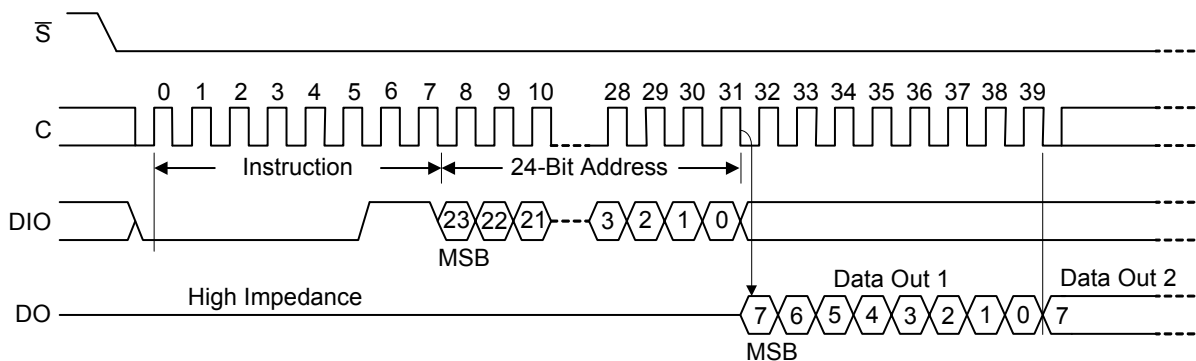 S
0 1 2 3 4 5 6 7 8 9 10 28 29 30 31 32 33 34 35 36 37 38 39
C
Instruction 24-Bit Address
DIO 23 22 21 3 2 1 0
MSB
High Impedance Data Out 1 Data Out 2
DO 7 6 5 4 3 2 1 0 7
MSB